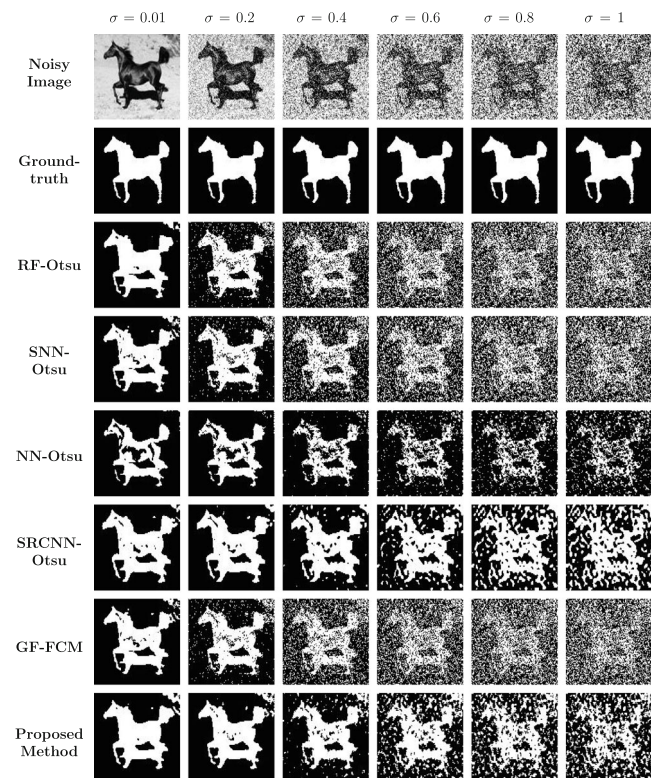 σ = 0.01 σ = 0.2 σ = 0.4 σ = 0.6 σ = 0.8 σ = 1
Noisy
Image
Ground-
truth
RF-Otsu
SNN-
Otsu
NN-Otsu
SRCNN-
Otsu
GF-FCM
Proposed
Method